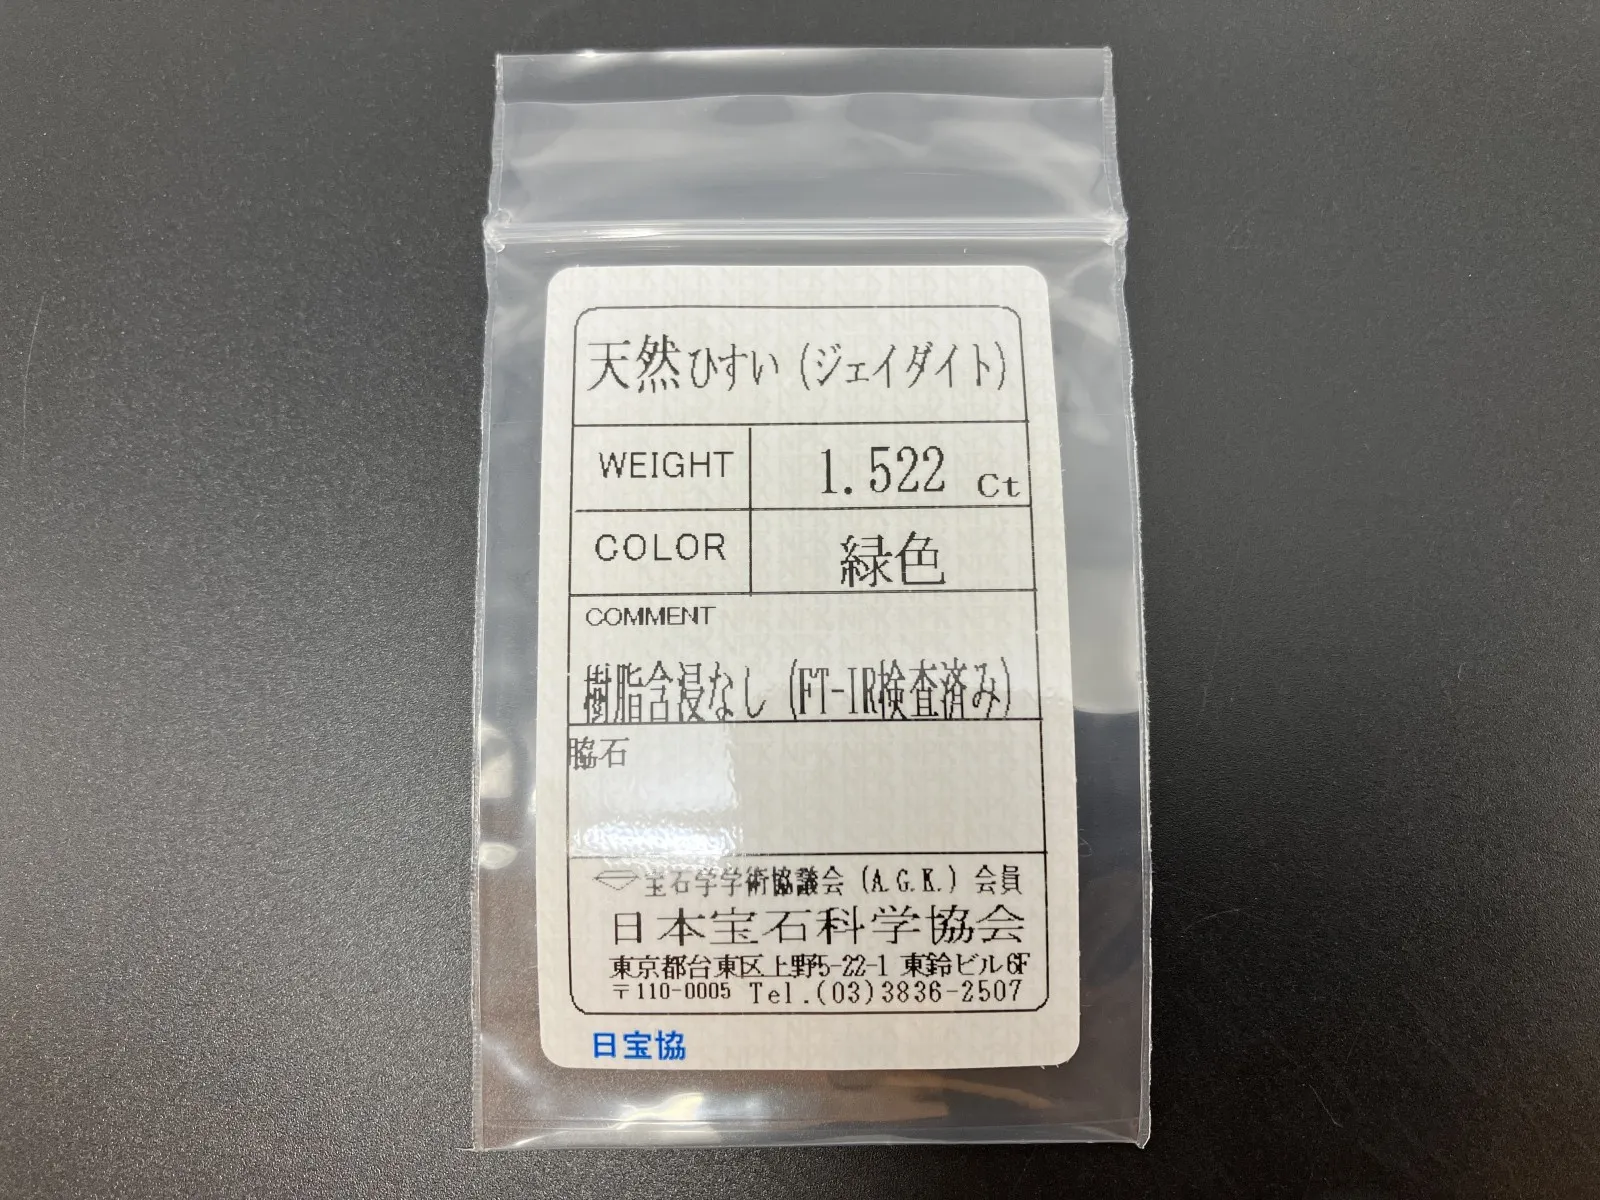 天然ひすい (ジェイダイト)
WEIGHT 1.522 Ct
COLOR 緑色
COMMENT
樹脂含浸なし (FT-IR検査済み)
脇石
宝石学学術協議会 (A.G.K.) 会員
日本宝石科学協会
東京都台東区上野5-22-1 東鈴ビル6F
〒110-0005 Tel.(03)3836-2507
日宝協